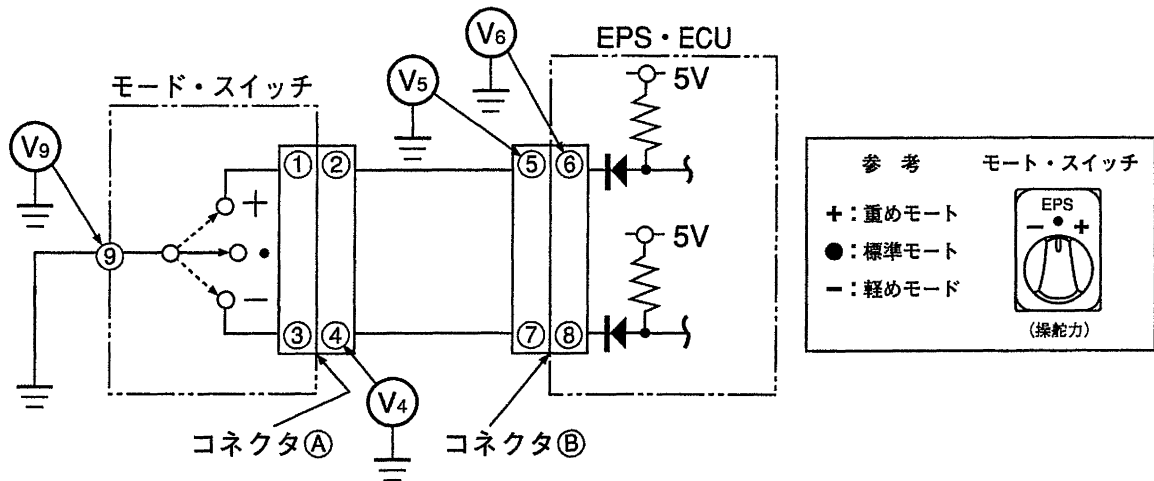 V6
EPS・ECU
5V
V5
モード・スイッチ
V9
① ② ⑤ ⑥
＋
⑨
•
5V
−
③ ④ ⑦ ⑧
V4
コネクタⒶ
コネクタⒷ
参 考
モート・スイッチ
＋：重めモート
●：標準モート
−：軽めモード
EPS
− ● ＋
(操舵力)